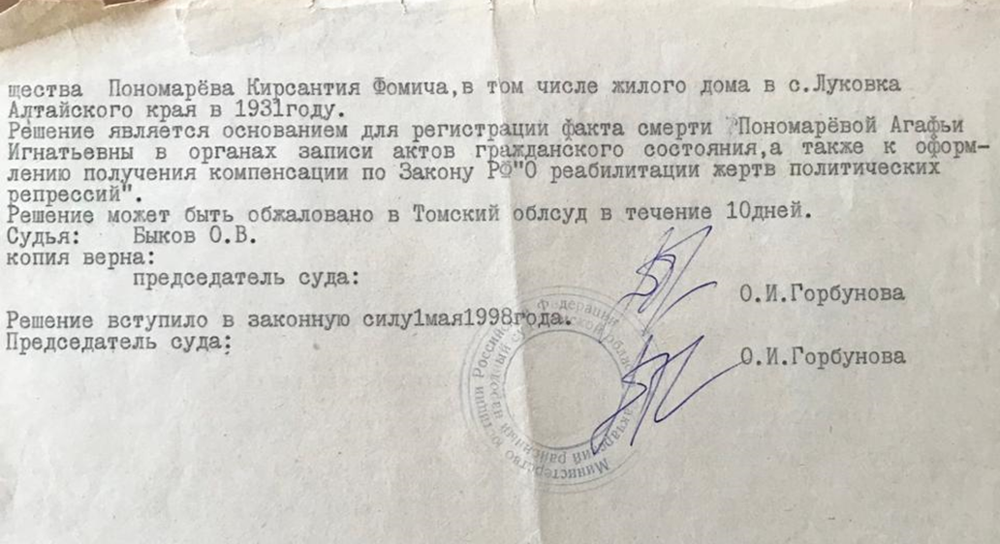 щества Пономарёва Кирсантия Фомича,в том числе жилого дома в с.Луковка
Алтайского края в 1931году.
Решение является основанием для регистрации факта смерти Пономарёвой Агафьи
Игнатьевны в органах записи актов гражданского состояния,а также к оформ-
лению получения компенсации по Закону РФ"О реабилитации жертв политических
репрессий".
Решение может быть обжаловано в Томский облсуд в течение 10дней.
Судья: Быков О.В.
копия верна:
председатель суда:
О.И.Горбунова
Решение вступило в законную силу1мая1998года.
Председатель суда:
О.И.Горбунова
Министерство юстиции Российской Федерации
районный народный суд